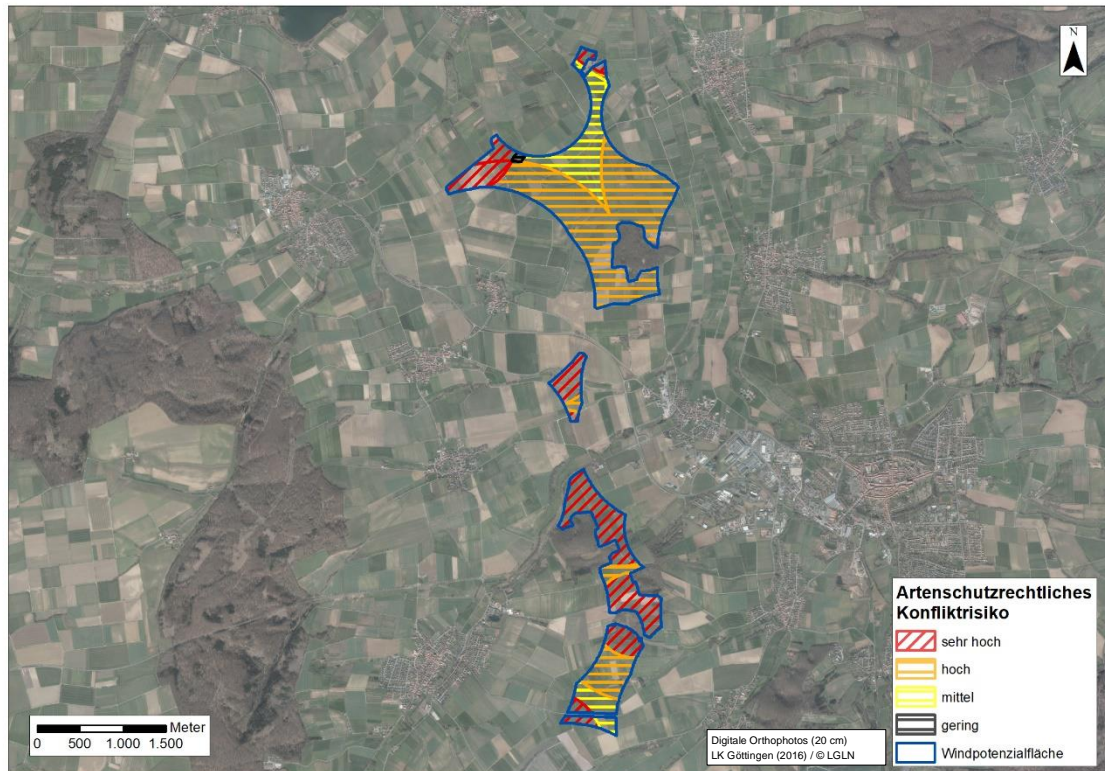 N
Artenschutzrechtliches
Konfliktrisiko
sehr hoch
hoch
mittel
gering
Windpotenzialfläche
Meter
0 500 1.000 1.500
Digitale Orthophotos (20 cm)
LK Göttingen (2016) / © LGLN